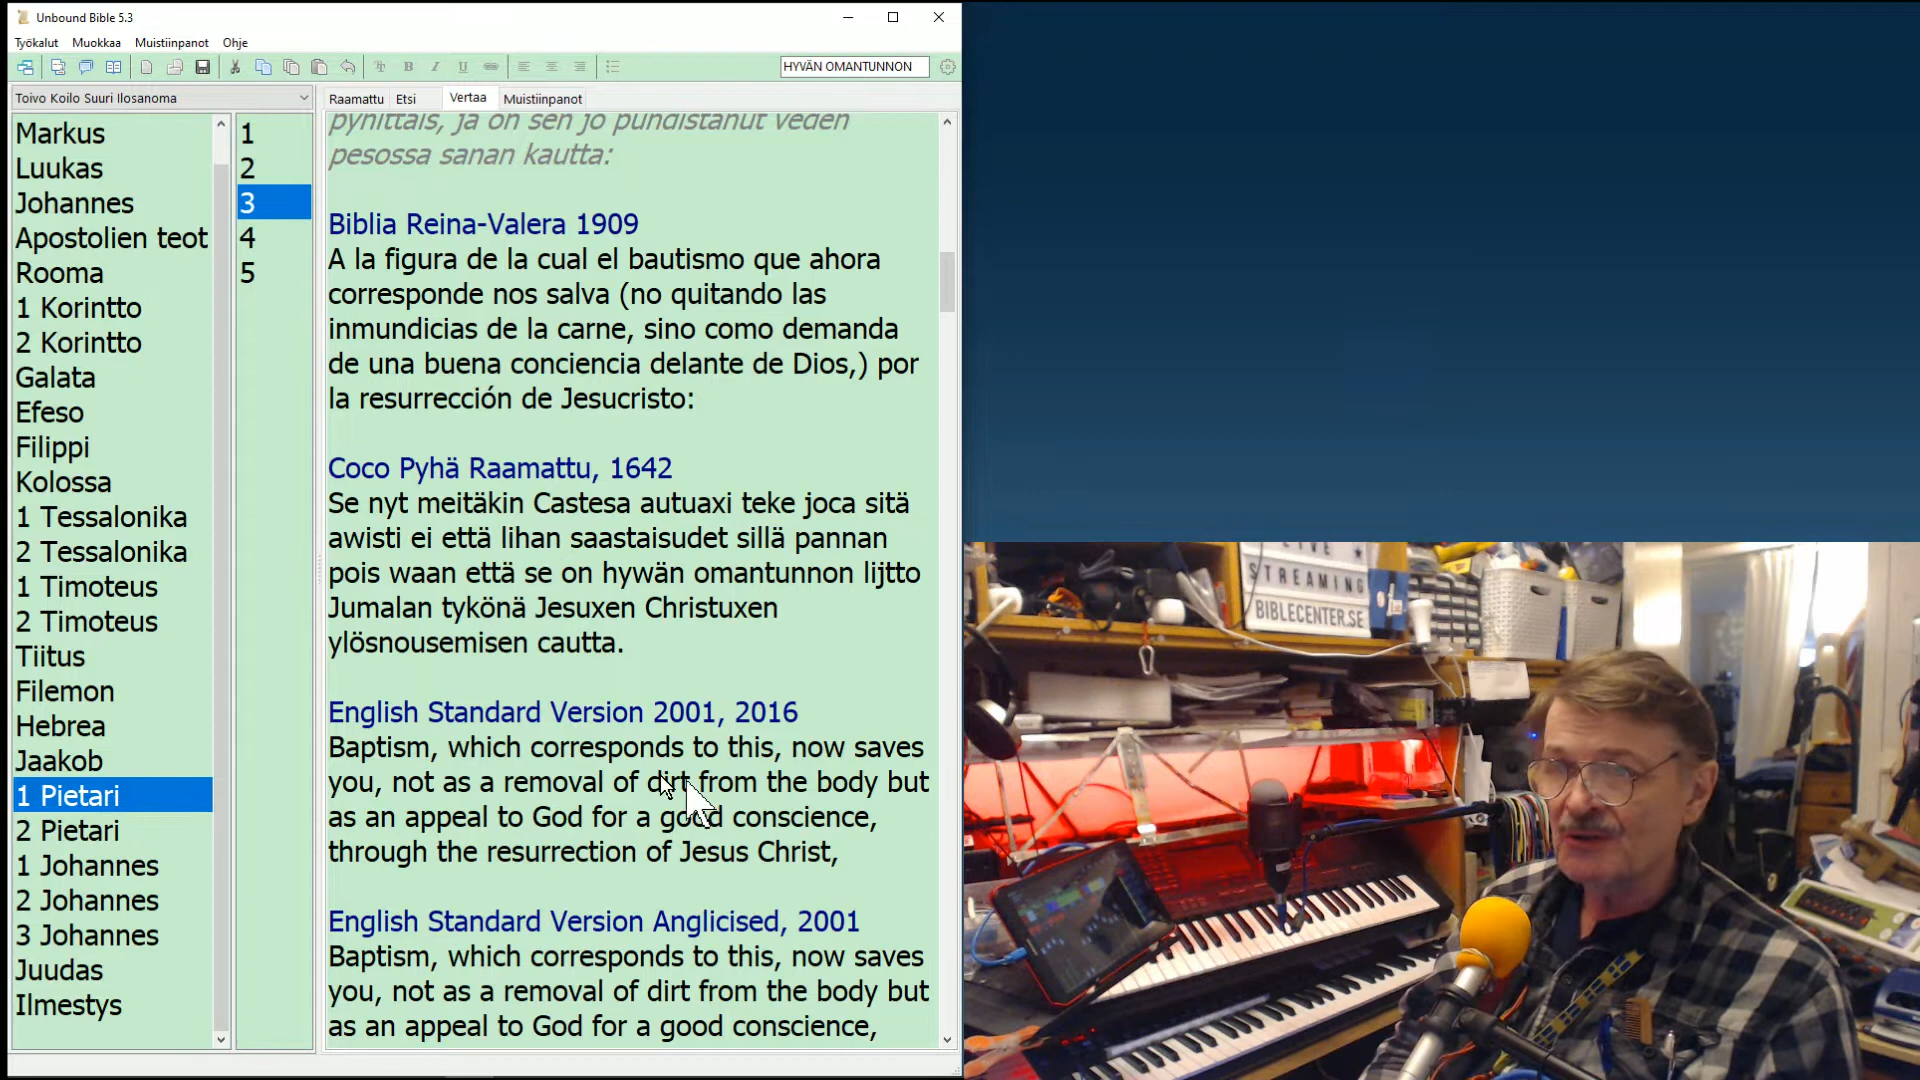 Unbound Bible 5.3
Työkalut Muokkaa Muistiinpanot Ohje
HYVÄN OMANTUNNON
Toivo Koilo Suuri Ilosanoma
Raamattu Etsi Vertaa Muistiinpanot
Markus
Luukas
Johannes
Apostolien teot
Rooma
1 Korintto
2 Korintto
Galata
Efeso
Filippi
Kolossa
1 Tessalonika
2 Tessalonika
1 Timoteus
2 Timoteus
Tiitus
Filemon
Hebrea
Jaakob
1 Pietari
2 Pietari
1 Johannes
2 Johannes
3 Johannes
Juudas
Ilmestys
1
2
3
4
5
pyhittäis, ja on sen jo puhdistanut veden
pesossa sanan kautta:
Biblia Reina-Valera 1909
A la figura de la cual el bautismo que ahora
corresponde nos salva (no quitando las
inmundicias de la carne, sino como demanda
de una buena conciencia delante de Dios,) por
la resurrección de Jesucristo:
Coco Pyhä Raamattu, 1642
Se nyt meitäkin Castesa autuaxi teke joca sitä
awisti ei että lihan saastaisudet sillä pannan
pois waan että se on hywän omantunnon lijtto
Jumalan tykönä Jesuxen Christuxen
ylösnousemisen cautta.
English Standard Version 2001, 2016
Baptism, which corresponds to this, now saves
you, not as a removal of dirt from the body but
as an appeal to God for a good conscience,
through the resurrection of Jesus Christ,
English Standard Version Anglicised, 2001
Baptism, which corresponds to this, now saves
you, not as a removal of dirt from the body but
as an appeal to God for a good conscience,
LIVE
STREAMING
BIBLECENTER.SE